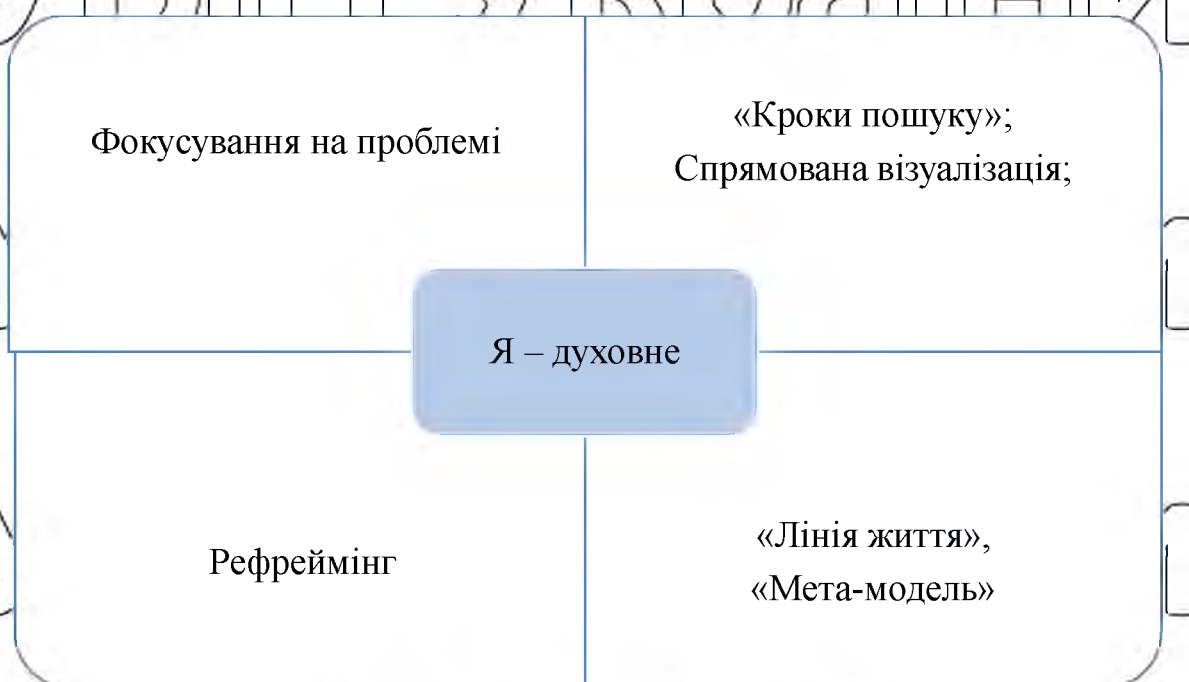 Фокусування на проблемі
«Кроки пошуку»;
Спрямована візуалізація;
Я – духовне
Рефреймінг
«Лінія життя»,
«Мета-модель»